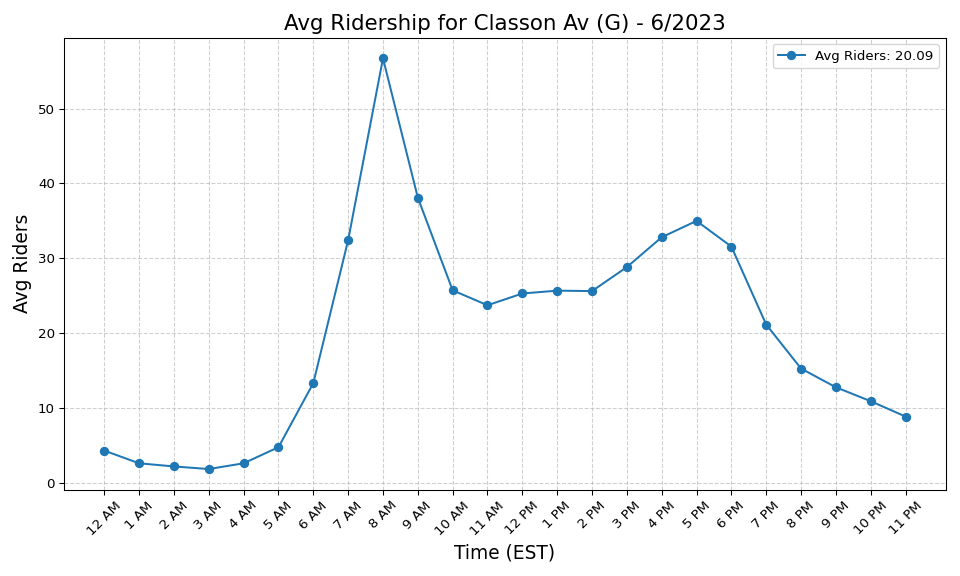 Avg Ridership for Classon Av (G) - 6/2023
Avg Riders: 20.09
Avg Riders
50
40
30
20
10
0
12 AM 1 AM 2 AM 3 AM 4 AM 5 AM 6 AM 7 AM 8 AM 9 AM 10 AM 11 AM 12 PM 1 PM 2 PM 3 PM 4 PM 5 PM 6 PM 7 PM 8 PM 9 PM 10 PM 11 PM
Time (EST)